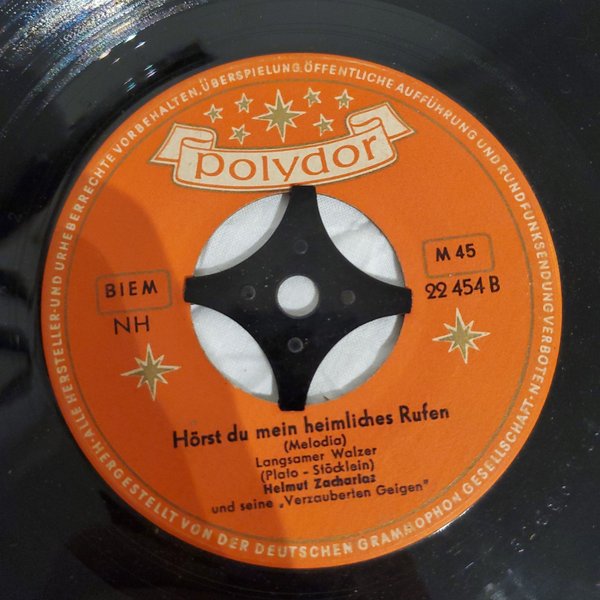 ALLE HERSTELLER- UND URHEBERRECHTE VORBEHALTEN. ÜBERSPIELUNG, ÖFFENTLICHE AUFFÜHRUNG UND RUNDFUNKSENDUNG VERBOTEN.
polydor
BIEM
NH
M 45
22 454 B
Hörst du mein heimliches Rufen
(Melodia)
Langsamer Walzer
(Plato - Stöcklein)
Helmut Zacharias
und seine „Verzauberten Geigen"
HERGESTELLT VON DER DEUTSCHEN GRAMMOPHON GESELLSCHAFT